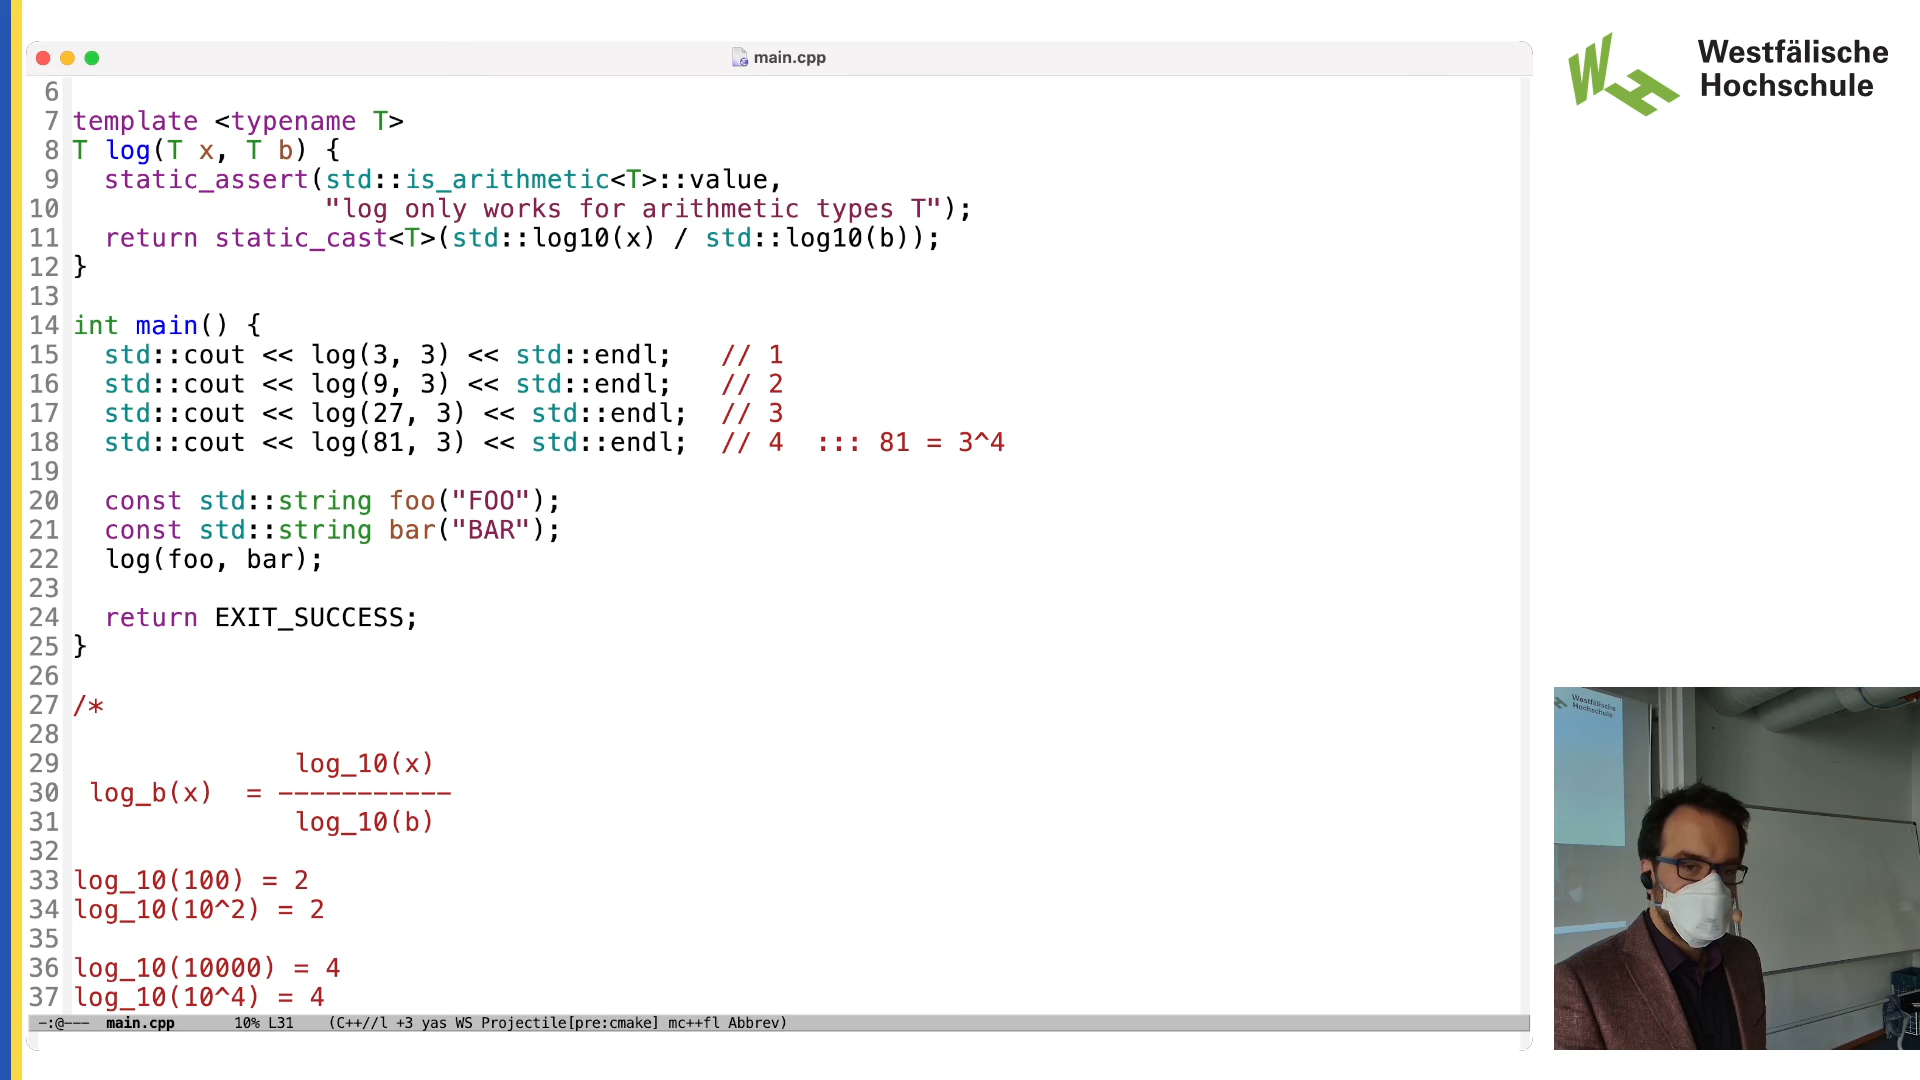 main.cpp
Westfälische
Hochschule
6
7 template <typename T>
8 T log(T x, T b) {
9   static_assert(std::is_arithmetic<T>::value,
10                 "log only works for arithmetic types T");
11   return static_cast<T>(std::log10(x) / std::log10(b));
12 }
13
14 int main() {
15   std::cout << log(3, 3) << std::endl;   // 1
16   std::cout << log(9, 3) << std::endl;   // 2
17   std::cout << log(27, 3) << std::endl;  // 3
18   std::cout << log(81, 3) << std::endl;  // 4  ::: 81 = 3^4
19
20   const std::string foo("FOO");
21   const std::string bar("BAR");
22   log(foo, bar);
23
24   return EXIT_SUCCESS;
25 }
26
27 /*
28
29               log_10(x)
30  log_b(x)  = -----------
31               log_10(b)
32
33 log_10(100) = 2
34 log_10(10^2) = 2
35
36 log_10(10000) = 4
37 log_10(10^4) = 4
-:@---  main.cpp       10% L31    (C++//l +3 yas WS Projectile[pre:cmake] mc++fl Abbrev)
Westfälische
Hochschule